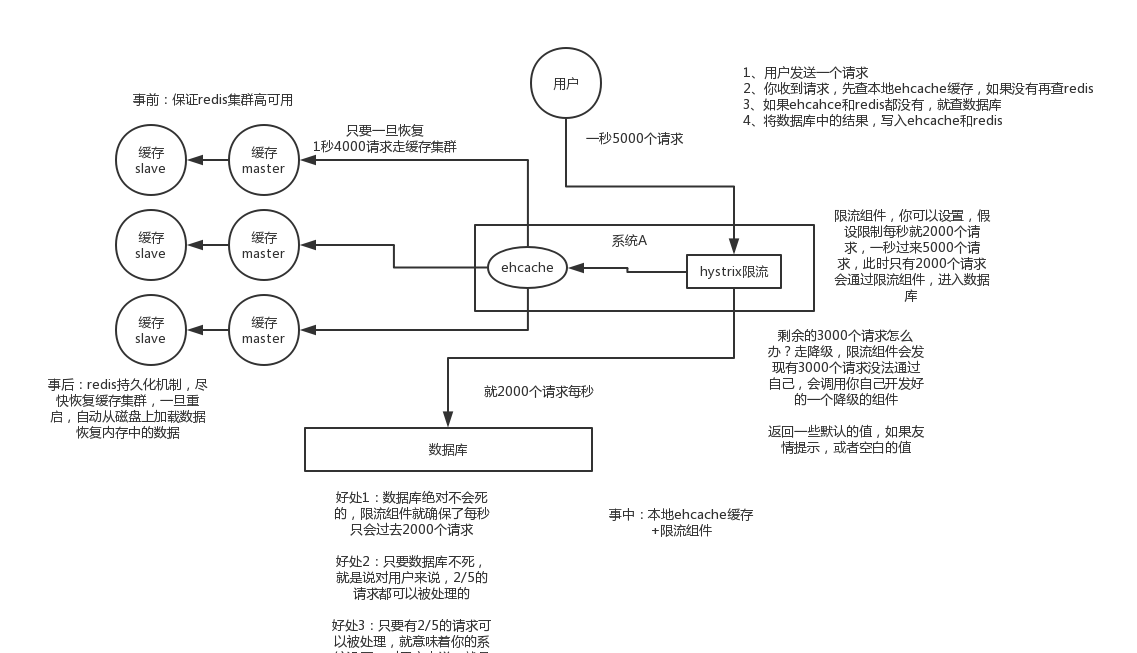 用户
1、用户发送一个请求
2、你收到请求，先查本地ehcache缓存，如果没有再查redis
3、如果ehcahce和redis都没有，就查数据库
4、将数据库中的结果，写入ehcache和redis
事前：保证redis集群高可用
只要一旦恢复
1秒4000请求走缓存集群
一秒5000个请求
缓存
slave
缓存
master
缓存
slave
缓存
master
缓存
slave
缓存
master
系统A
ehcache
hystrix限流
限流组件，你可以设置，假
设限制每秒就2000个请
求，一秒过来5000个请
求，此时只有2000个请求
会通过限流组件，进入数据
库
剩余的3000个请求怎么
办？走降级，限流组件会发
现有3000个请求没法通过
自己，会调用你自己开发好
的一个降级的组件
返回一些默认的值，如果友
情提示，或者空白的值
事后：redis持久化机制，尽
快恢复缓存集群，一旦重
启，自动从磁盘上加载数据
恢复内存中的数据
就2000个请求每秒
数据库
好处1：数据库绝对不会死
的，限流组件就确保了每秒
只会过去2000个请求
好处2：只要数据库不死，
就是说对用户来说，2/5的
请求都可以被处理的
好处3：只要有2/5的请求可
以被处理，就意味着你的系
事中：本地ehcache缓存
+限流组件